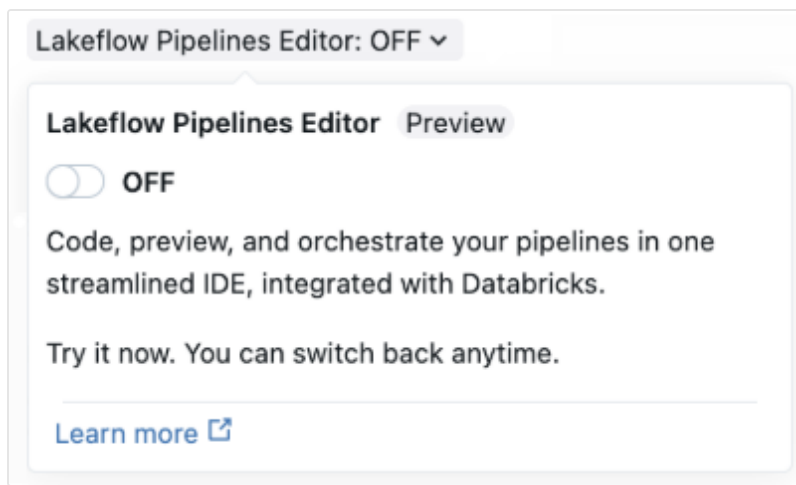 Lakeflow Pipelines Editor: OFF
Lakeflow Pipelines Editor Preview
OFF
Code, preview, and orchestrate your pipelines in one
streamlined IDE, integrated with Databricks.
Try it now. You can switch back anytime.
Learn more